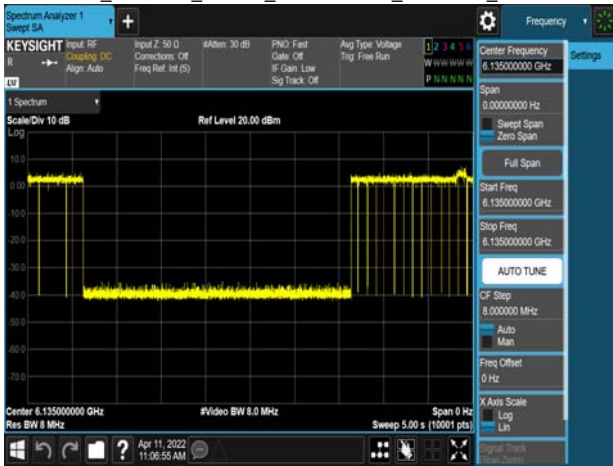 Spectrum Analyzer 1
Swept SA
+
Frequency
KEYSIGHT
R
Input: RF
Coupling: DC
Align: Auto
Input Z: 50 Ω
Corrections: Off
Freq Ref: Int (S)
#Atten: 30 dB
PNO: Fast
Gate: Off
IF Gain: Low
Sig Track: Off
Avg Type: Voltage
Trig: Free Run
1 2 3 4 5 6
W W W W W W
P N N N N N
Center Frequency
6.135000000 GHz
Settings
Span
0.00000000 Hz
Swept Span
Zero Span
Full Span
Start Freq
6.135000000 GHz
Stop Freq
6.135000000 GHz
AUTO TUNE
CF Step
8.000000 MHz
Auto
Man
Freq Offset
0 Hz
X Axis Scale
Log
Lin
Signal Track
(Span Zoom)
1 Spectrum
Scale/Div 10 dB
Ref Level 20.00 dBm
Log
10.0
0.00
-10.0
-20.0
-30.0
-40.0
-50.0
-60.0
-70.0
Center 6.135000000 GHz
#Video BW 8.0 MHz
Span 0 Hz
Res BW 8 MHz
Sweep 5.00 s (10001 pts)
?
Apr 11, 2022
11:06:55 AM